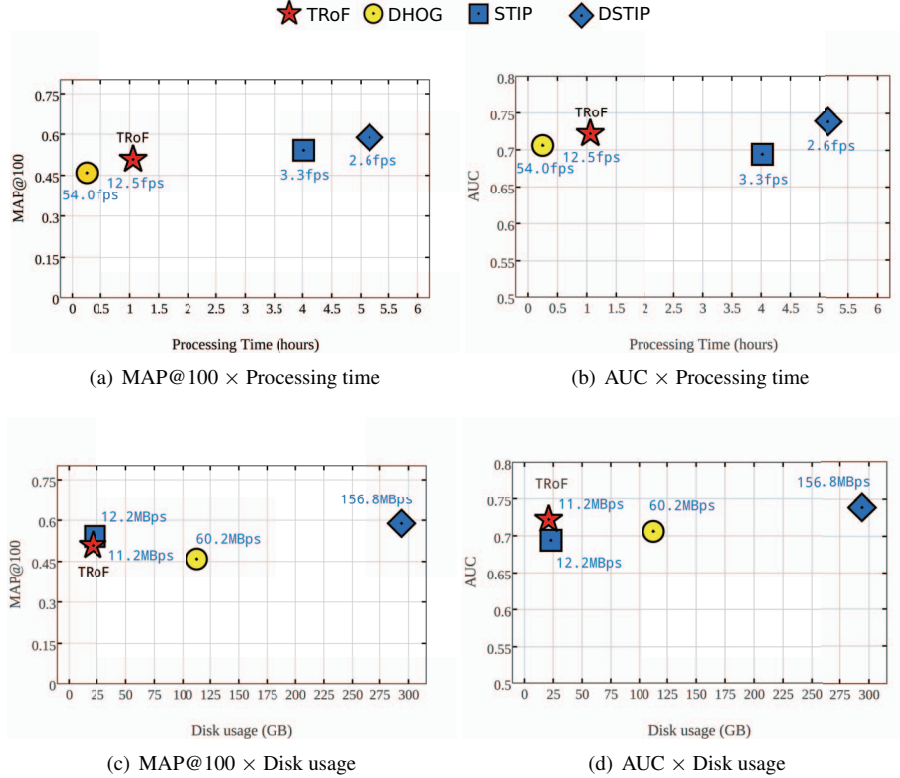 TRoF DHOG STIP DSTIP
0.75
0.6
0.45
0.3
0.15
0
MAP@100
TRoF
54.0fps
12.5fps
3.3fps
2.6fps
0 0.5 1 1.5 2 2.5 3 3.5 4 4.5 5 5.5 6
Processing Time (hours)
(a) MAP@100 × Processing time
0.8
0.75
0.7
0.65
0.6
0.55
0.5
AUC
TRoF
54.0fps
12.5fps
3.3fps
2.6fps
0 0.5 1 1.5 2 2.5 3 3.5 4 4.5 5 5.5 6
Processing Time (hours)
(b) AUC × Processing time
0.75
0.6
0.45
0.3
0.15
0
MAP@100
12.2MBps
11.2MBps
TRoF
60.2MBps
156.8MBps
0 25 25 75 100 125 150 175 200 225 250 275 300
Disk usage (GB)
(c) MAP@100 × Disk usage
0.8
0.75
0.7
0.65
0.6
0.55
0.5
AUC
TRoF
11.2MBps
12.2MBps
60.2MBps
156.8MBps
0 25 50 75 100 125 150 175 200 225 250 275 300
Disk usage (GB)
(d) AUC × Disk usage